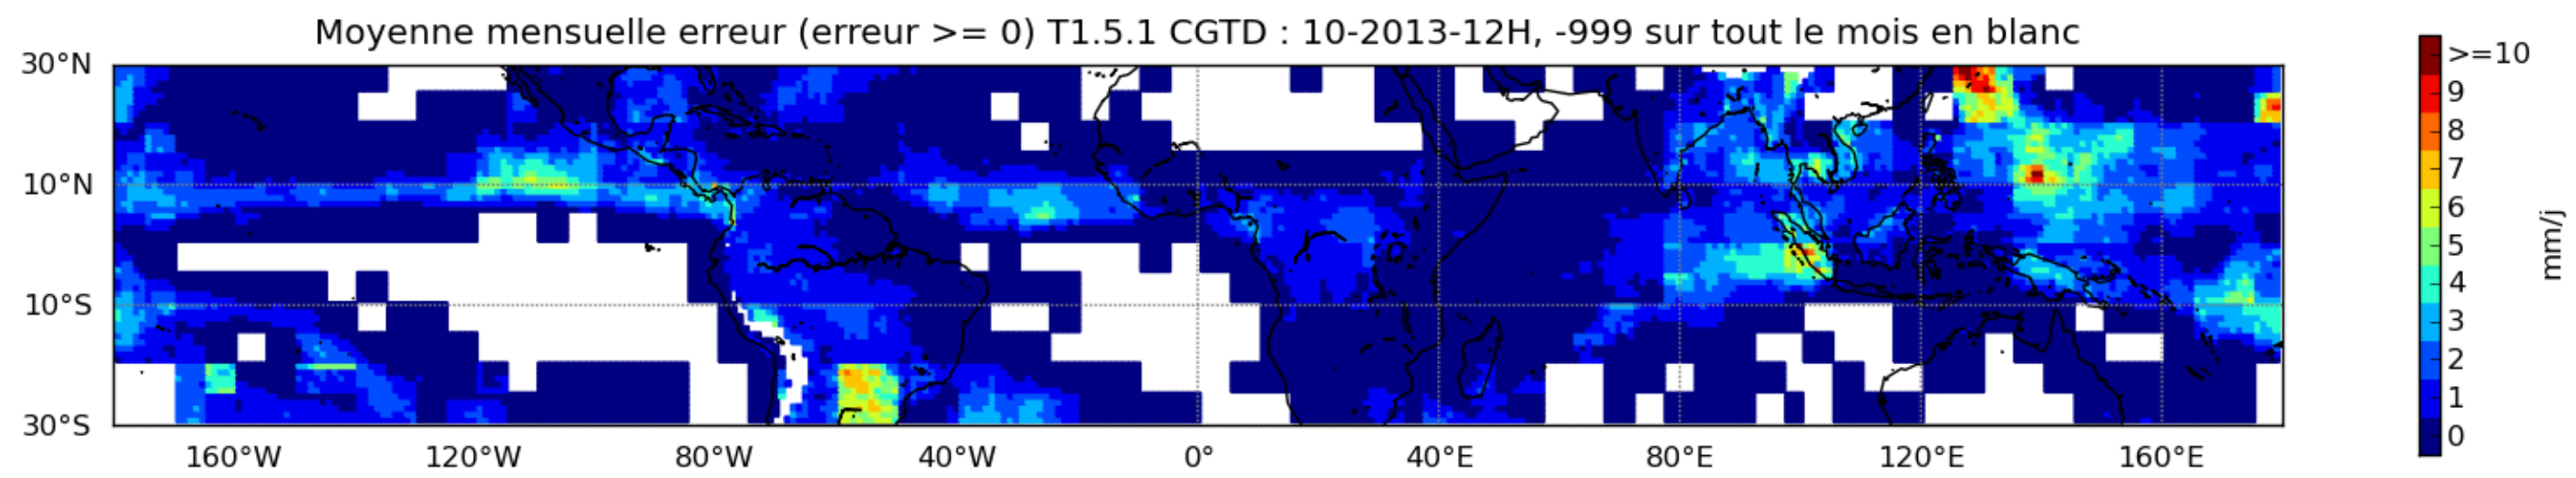 Moyenne mensuelle erreur (erreur >= 0) T1.5.1 CGTD : 10-2013-12H, -999 sur tout le mois en blanc
30°N
10°N
10°S
30°S
160°W 120°W 80°W 40°W 0° 40°E 80°E 120°E 160°E
>=10
9
8
7
6
5
4
3
2
1
0
mm/j